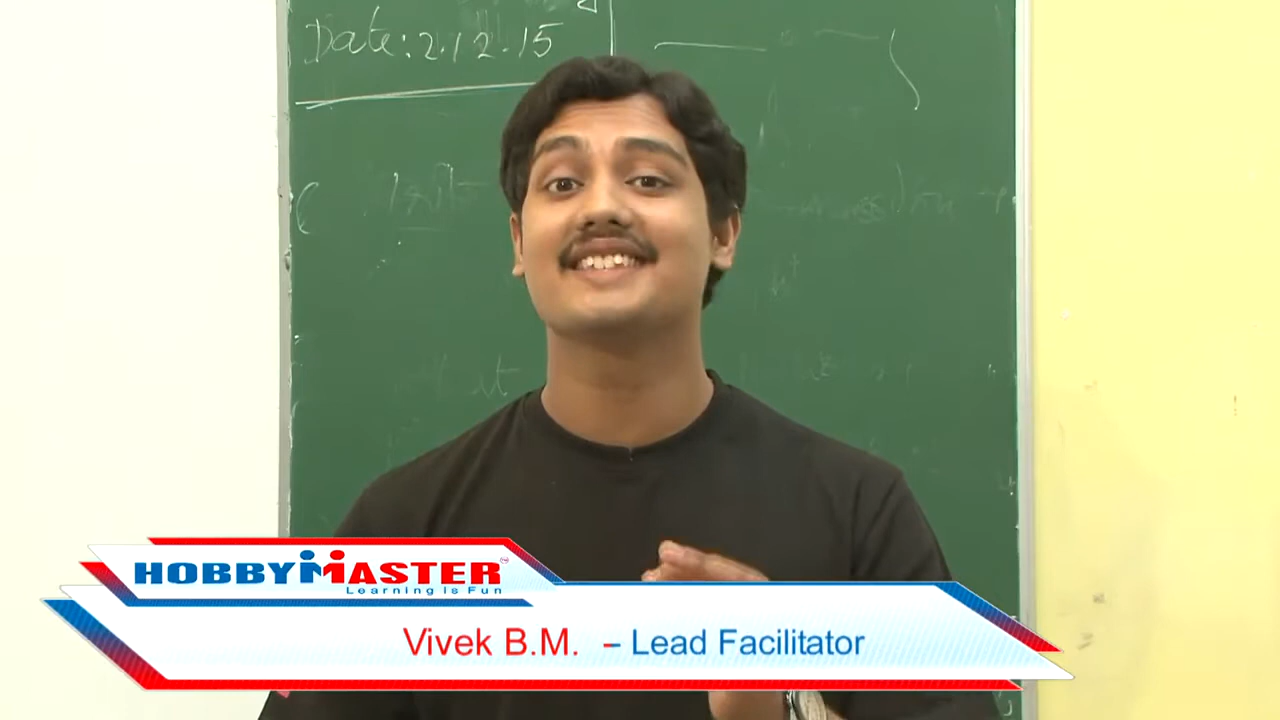 Date: 2.12.15
HOBBYMASTER
Learning is Fun
Vivek B.M. – Lead Facilitator